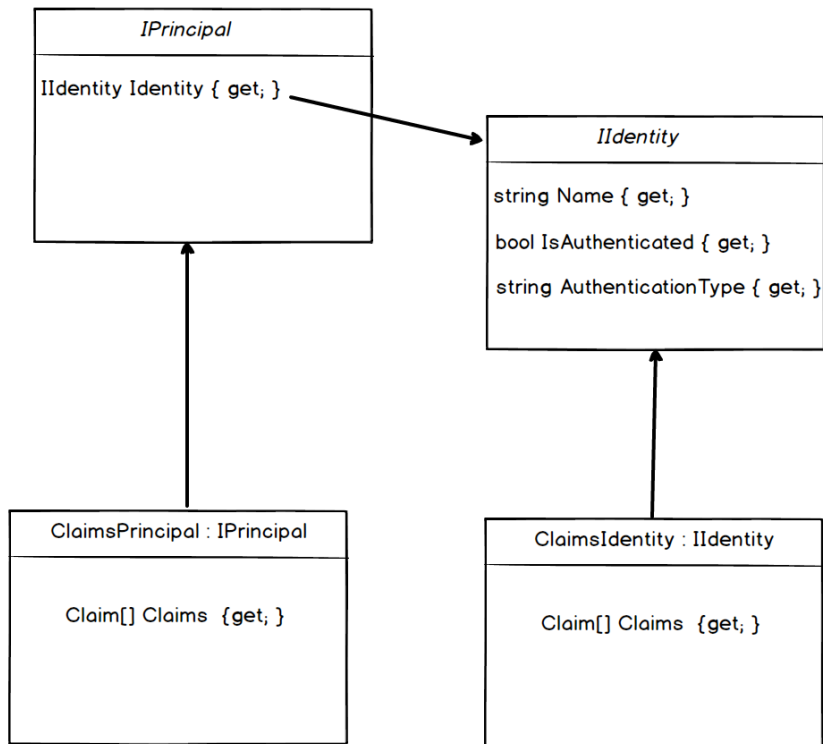 IPrincipal
IIdentity Identity { get; }
IIdentity
string Name { get; }
bool IsAuthenticated { get; }
string AuthenticationType { get; }
ClaimsPrincipal : IPrincipal
Claim[] Claims {get; }
ClaimsIdentity : IIdentity
Claim[] Claims {get; }